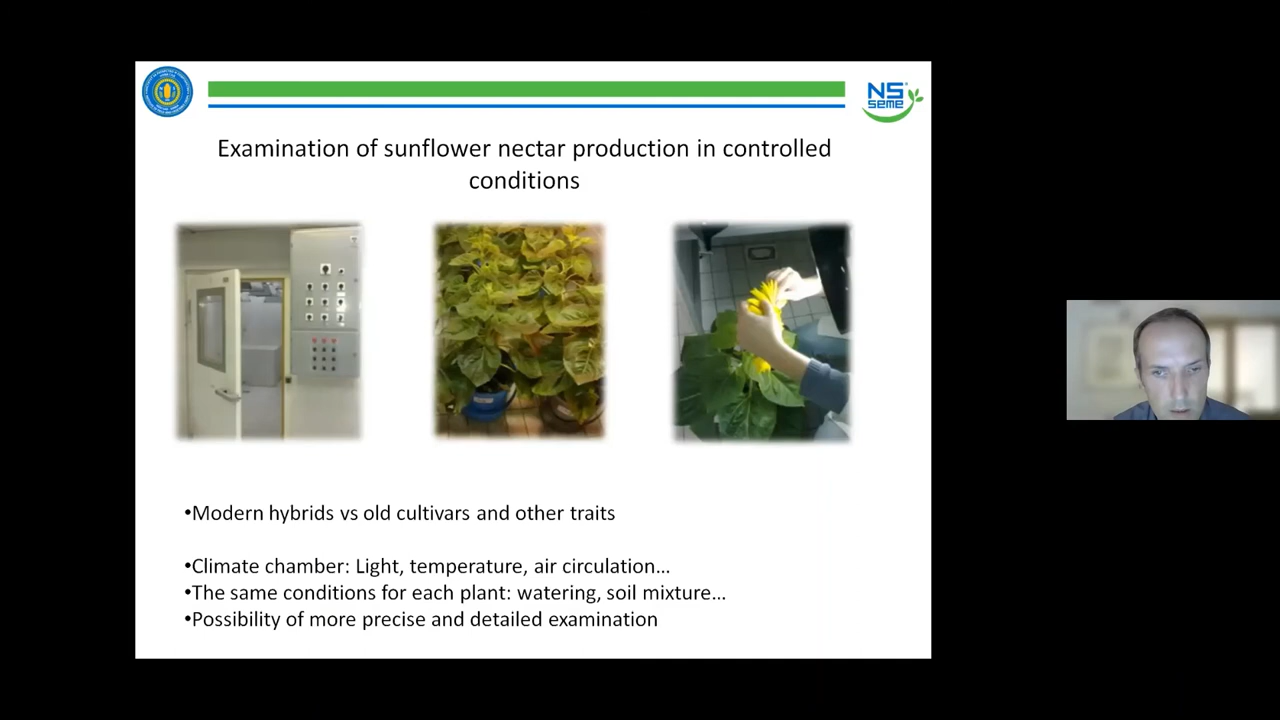 NS
seme
Examination of sunflower nectar production in controlled
conditions
•Modern hybrids vs old cultivars and other traits
•Climate chamber: Light, temperature, air circulation…
•The same conditions for each plant: watering, soil mixture…
•Possibility of more precise and detailed examination